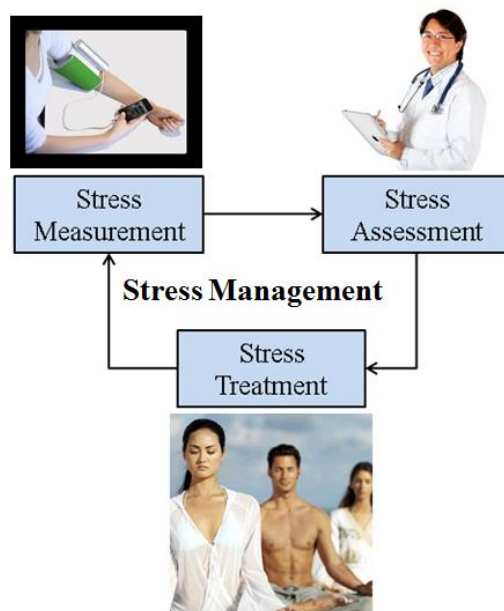 Stress
Measurement
Stress
Assessment
Stress Management
Stress
Treatment